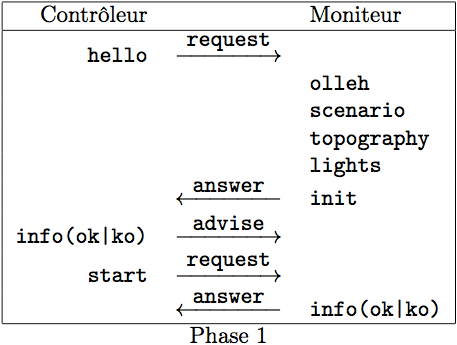 Contrôleur Moniteur
request
hello
olleh
scenario
topography
lights
answer
init
advise
info(ok|ko)
request
start
answer
info(ok|ko)
Phase 1